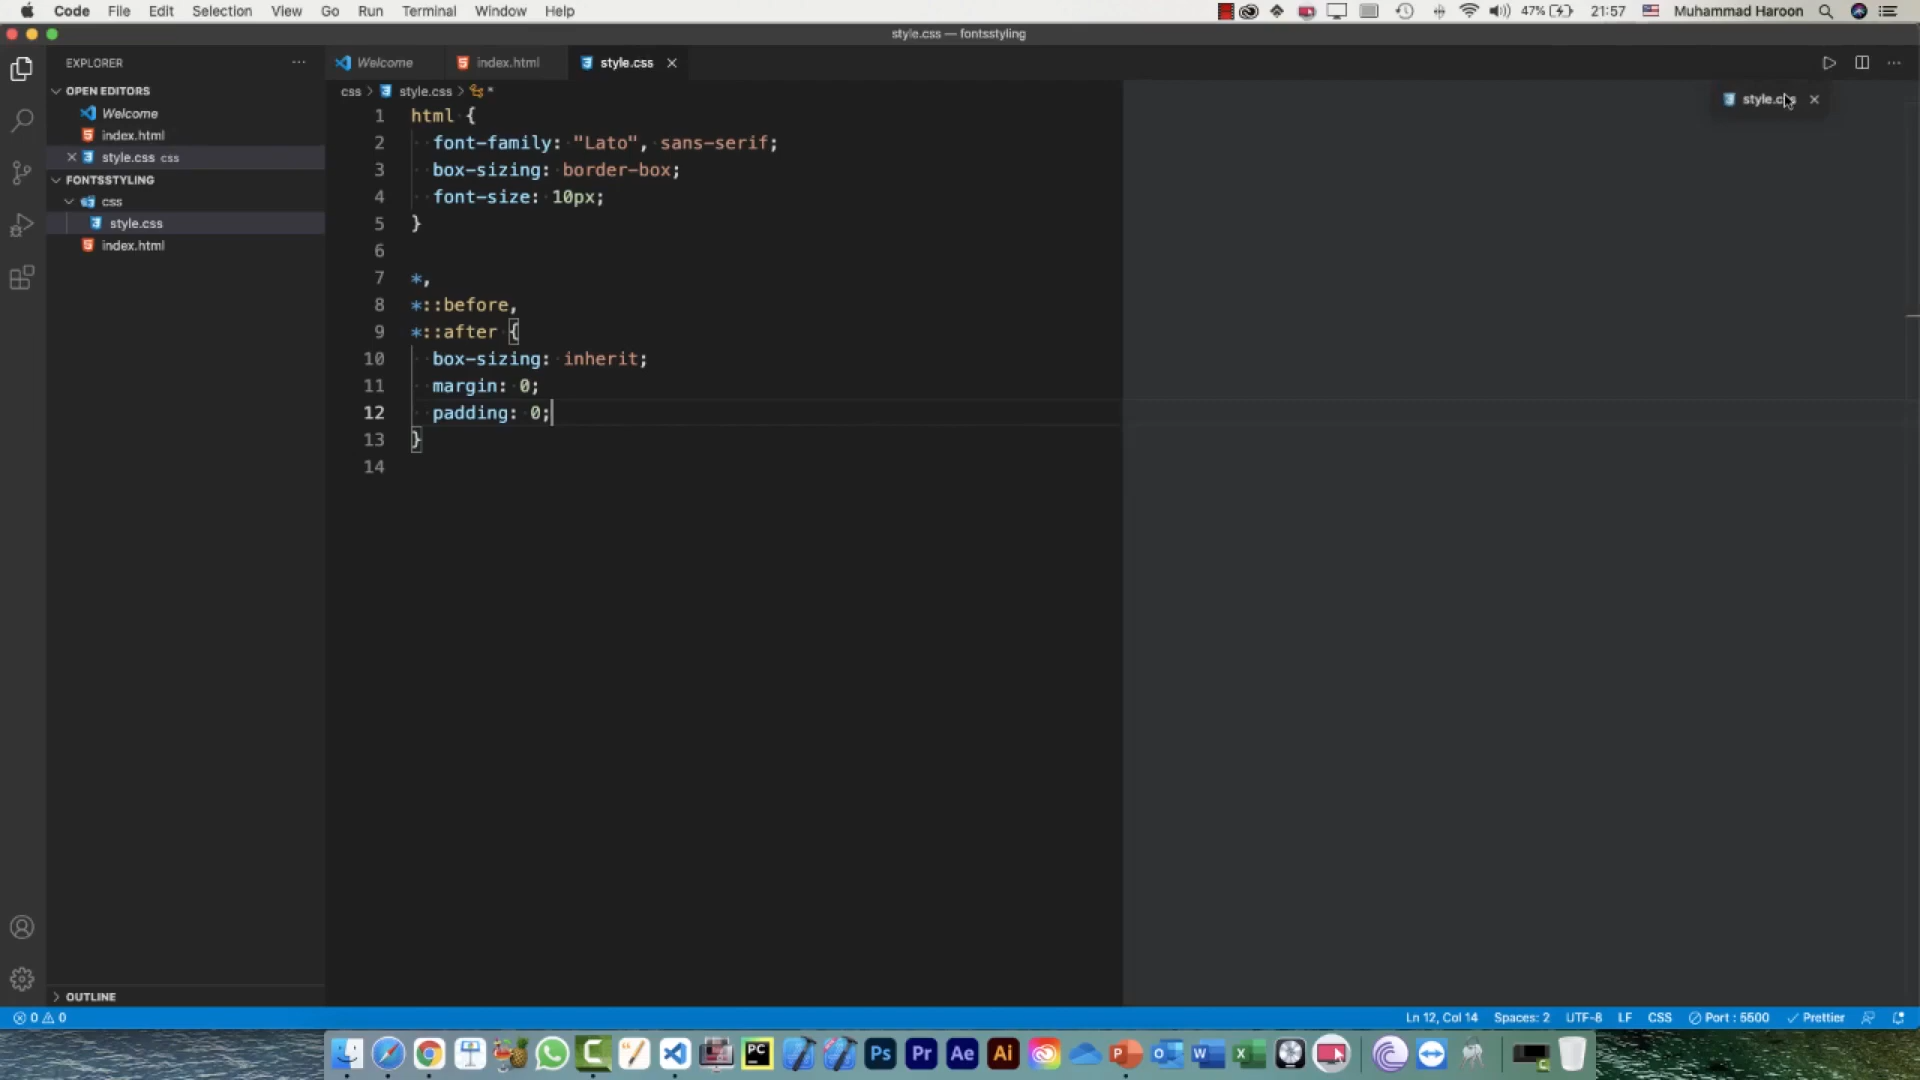 Code File Edit Selection View Go Run Terminal Window Help 47% 21:57 Muhammad Haroon
style.css — fontsstyling
EXPLORER
Welcome index.html style.css
OPEN EDITORS
Welcome
index.html
style.css css
FONTSSTYLING
css
style.css
index.html
OUTLINE
css > style.css > *
style.css
1 html {
2 font-family: "Lato", sans-serif;
3 box-sizing: border-box;
4 font-size: 10px;
5 }
6
7 *,
8 *::before,
9 *::after {
10 box-sizing: inherit;
11 margin: 0;
12 padding: 0;
13 }
14
0 0 Ln 12, Col 14 Spaces: 2 UTF-8 LF CSS Port : 5500 Prettier
PC Ps Pr Ae Ai P O W X